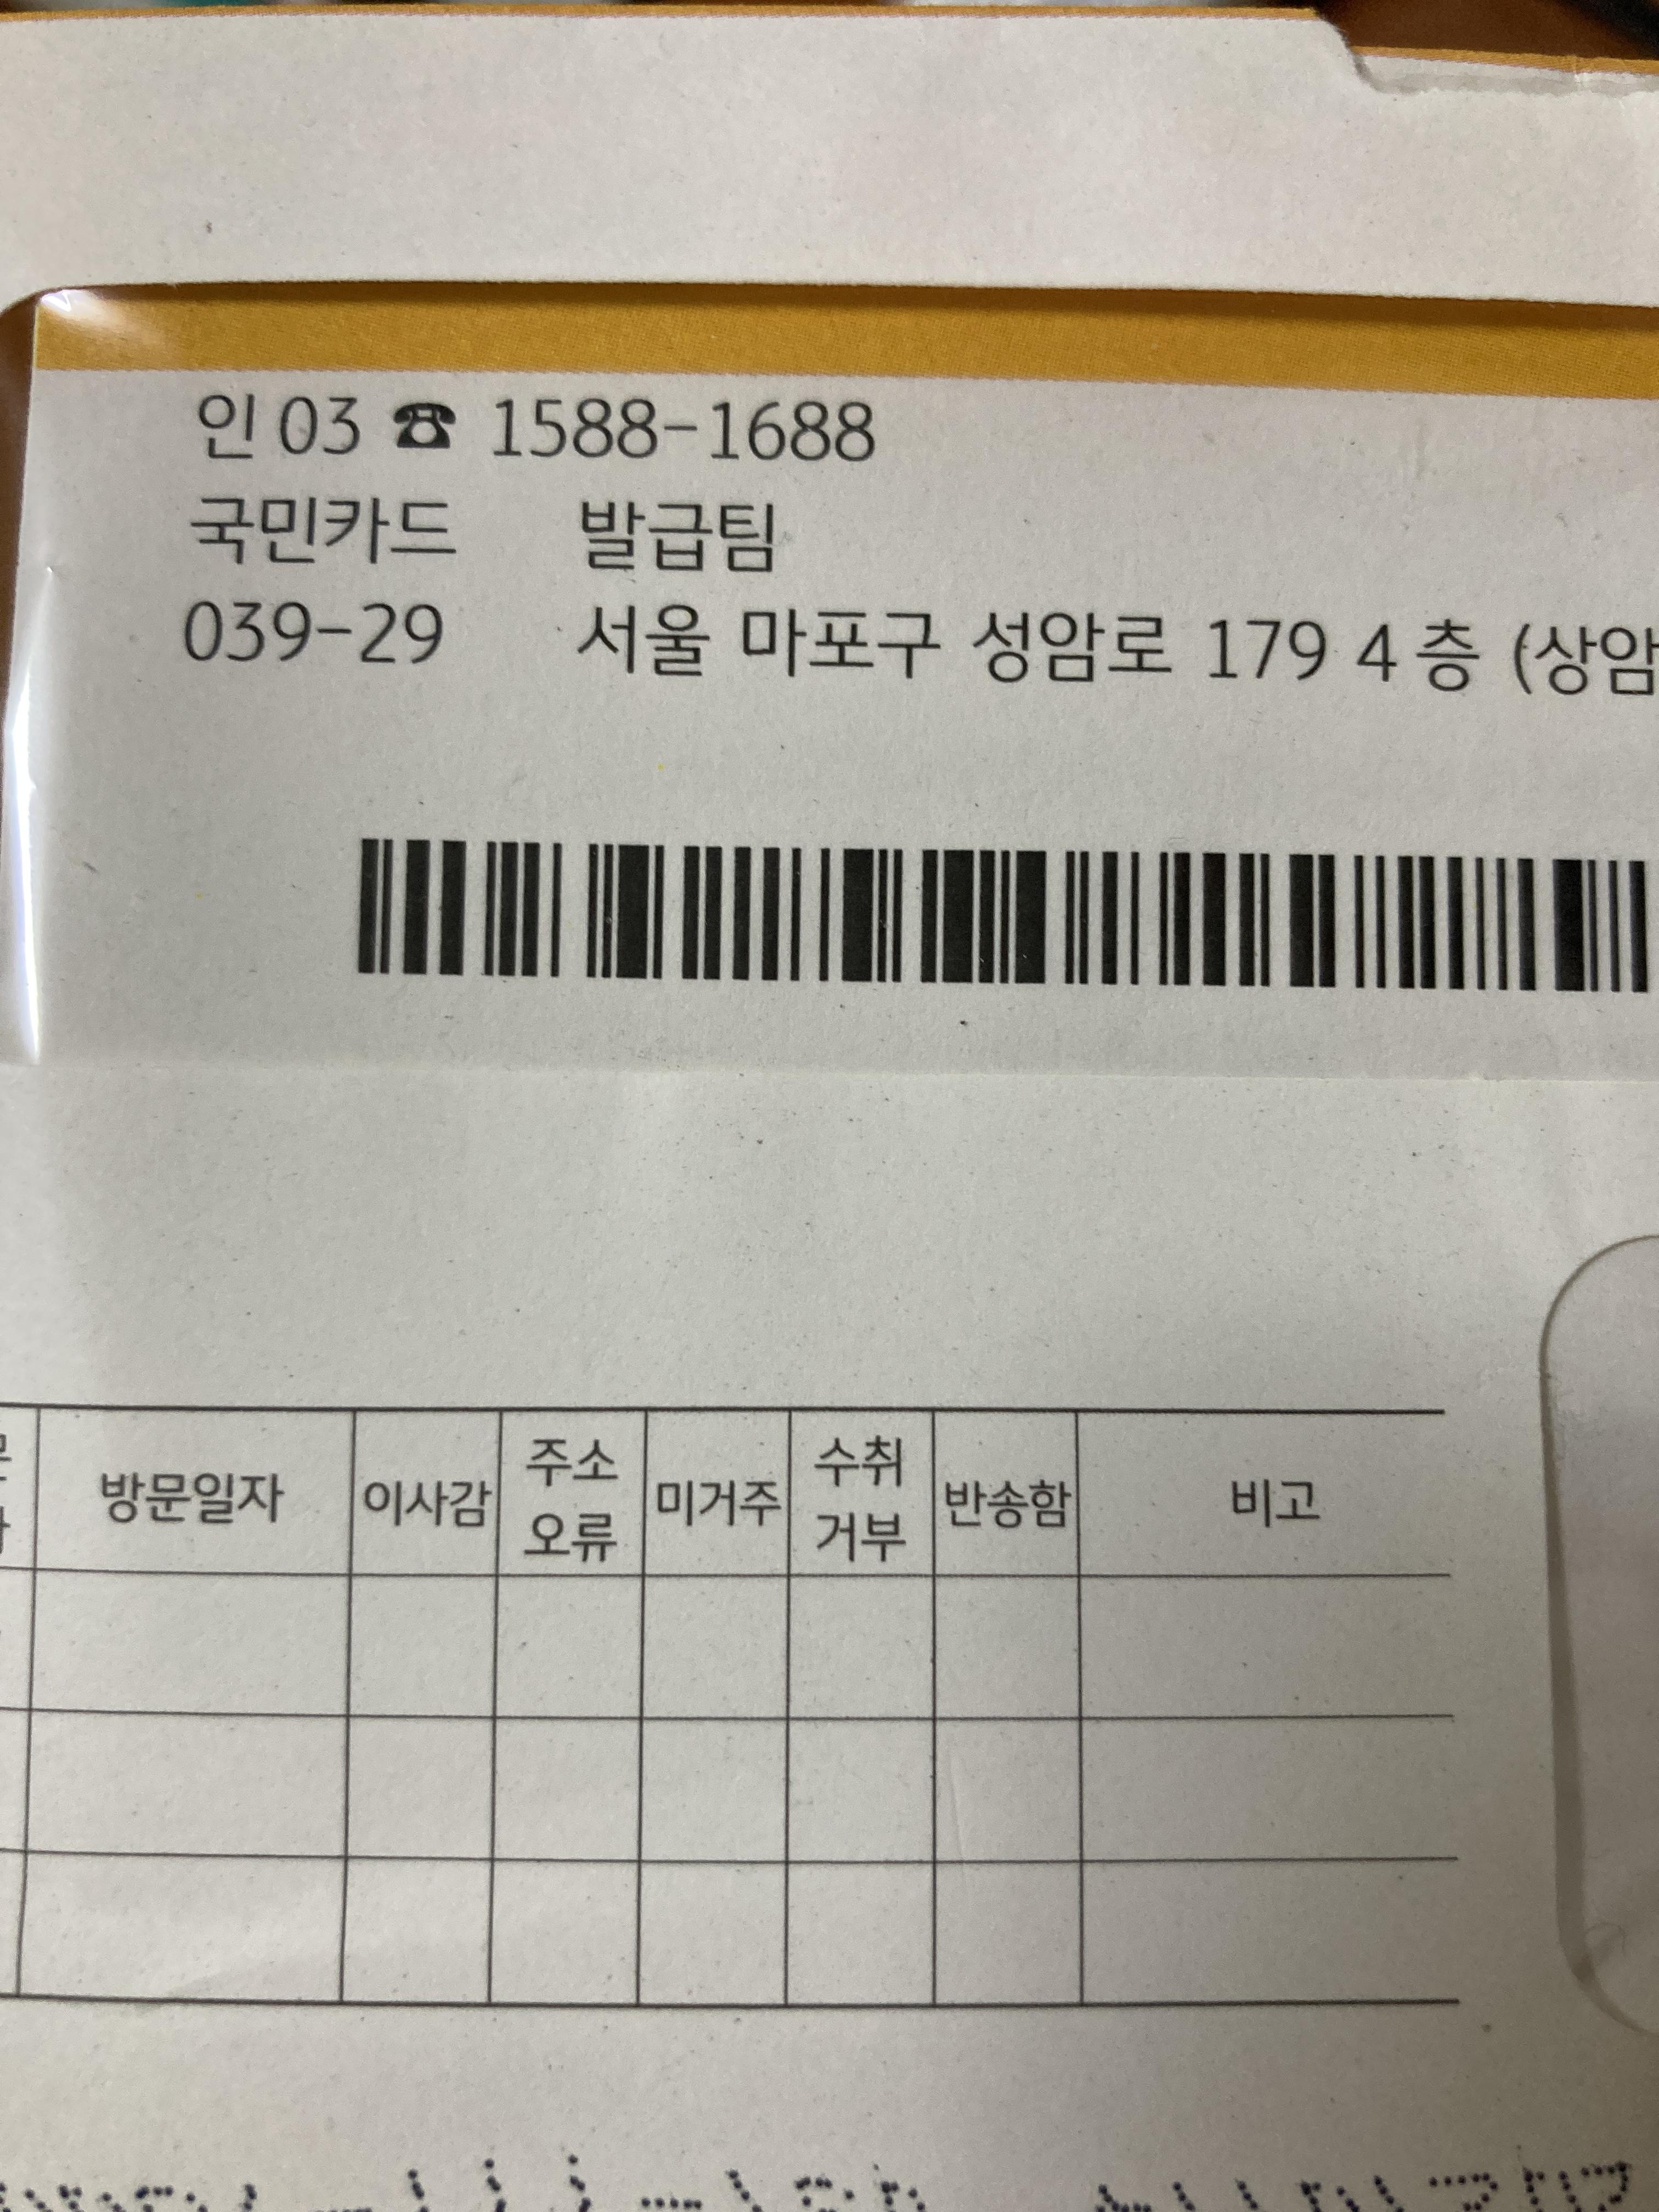 인 03 ☎ 1588-1688
국민카드 발급팀
039-29 서울 마포구 성암로 179 4층 (상암
방문일자 이사감 주소 오류 미거주 수취 거부 반송함 비고